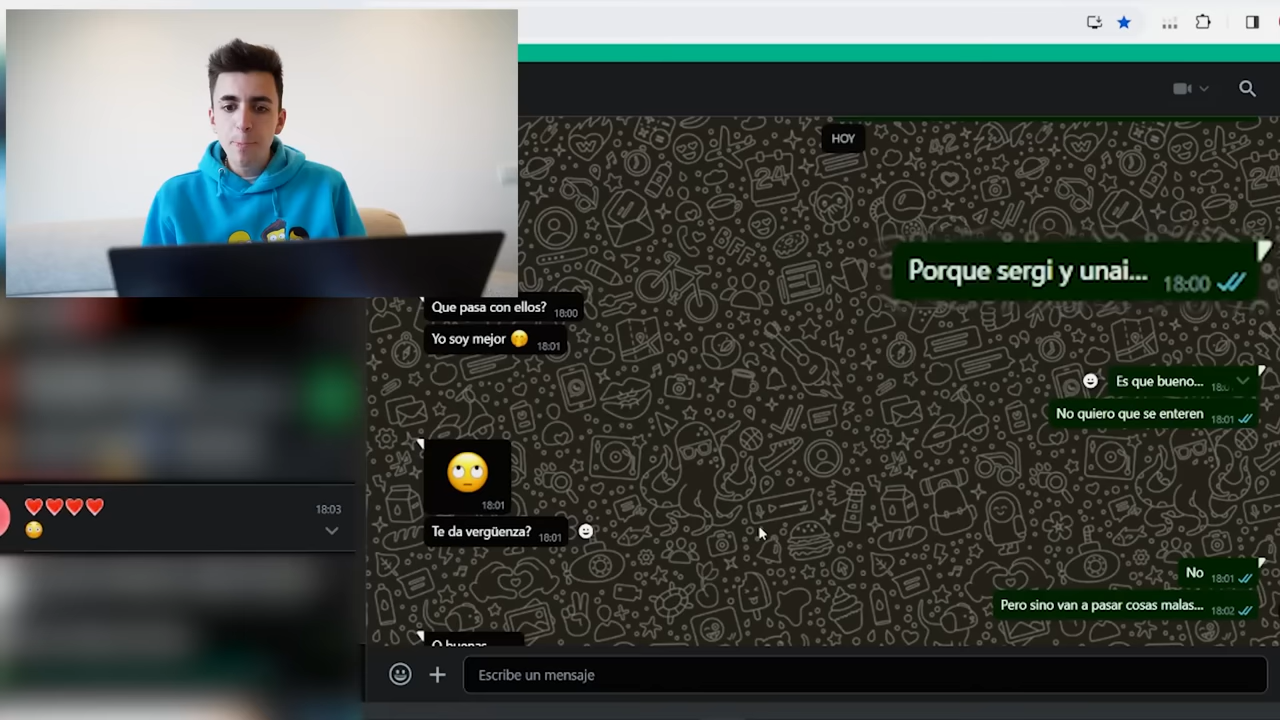 HOY
Porque sergi y unai... 18:00
Que pasa con ellos? 18:00
Yo soy mejor 🤭 18:01
Es que bueno...
No quiero que se enteren 18:01
🙄
18:01
Te da vergüenza? 18:01
No 18:01
Pero sino van a pasar cosas malas... 18:02
O buenas
❤️❤️❤️❤️ 18:03
😳
Escribe un mensaje